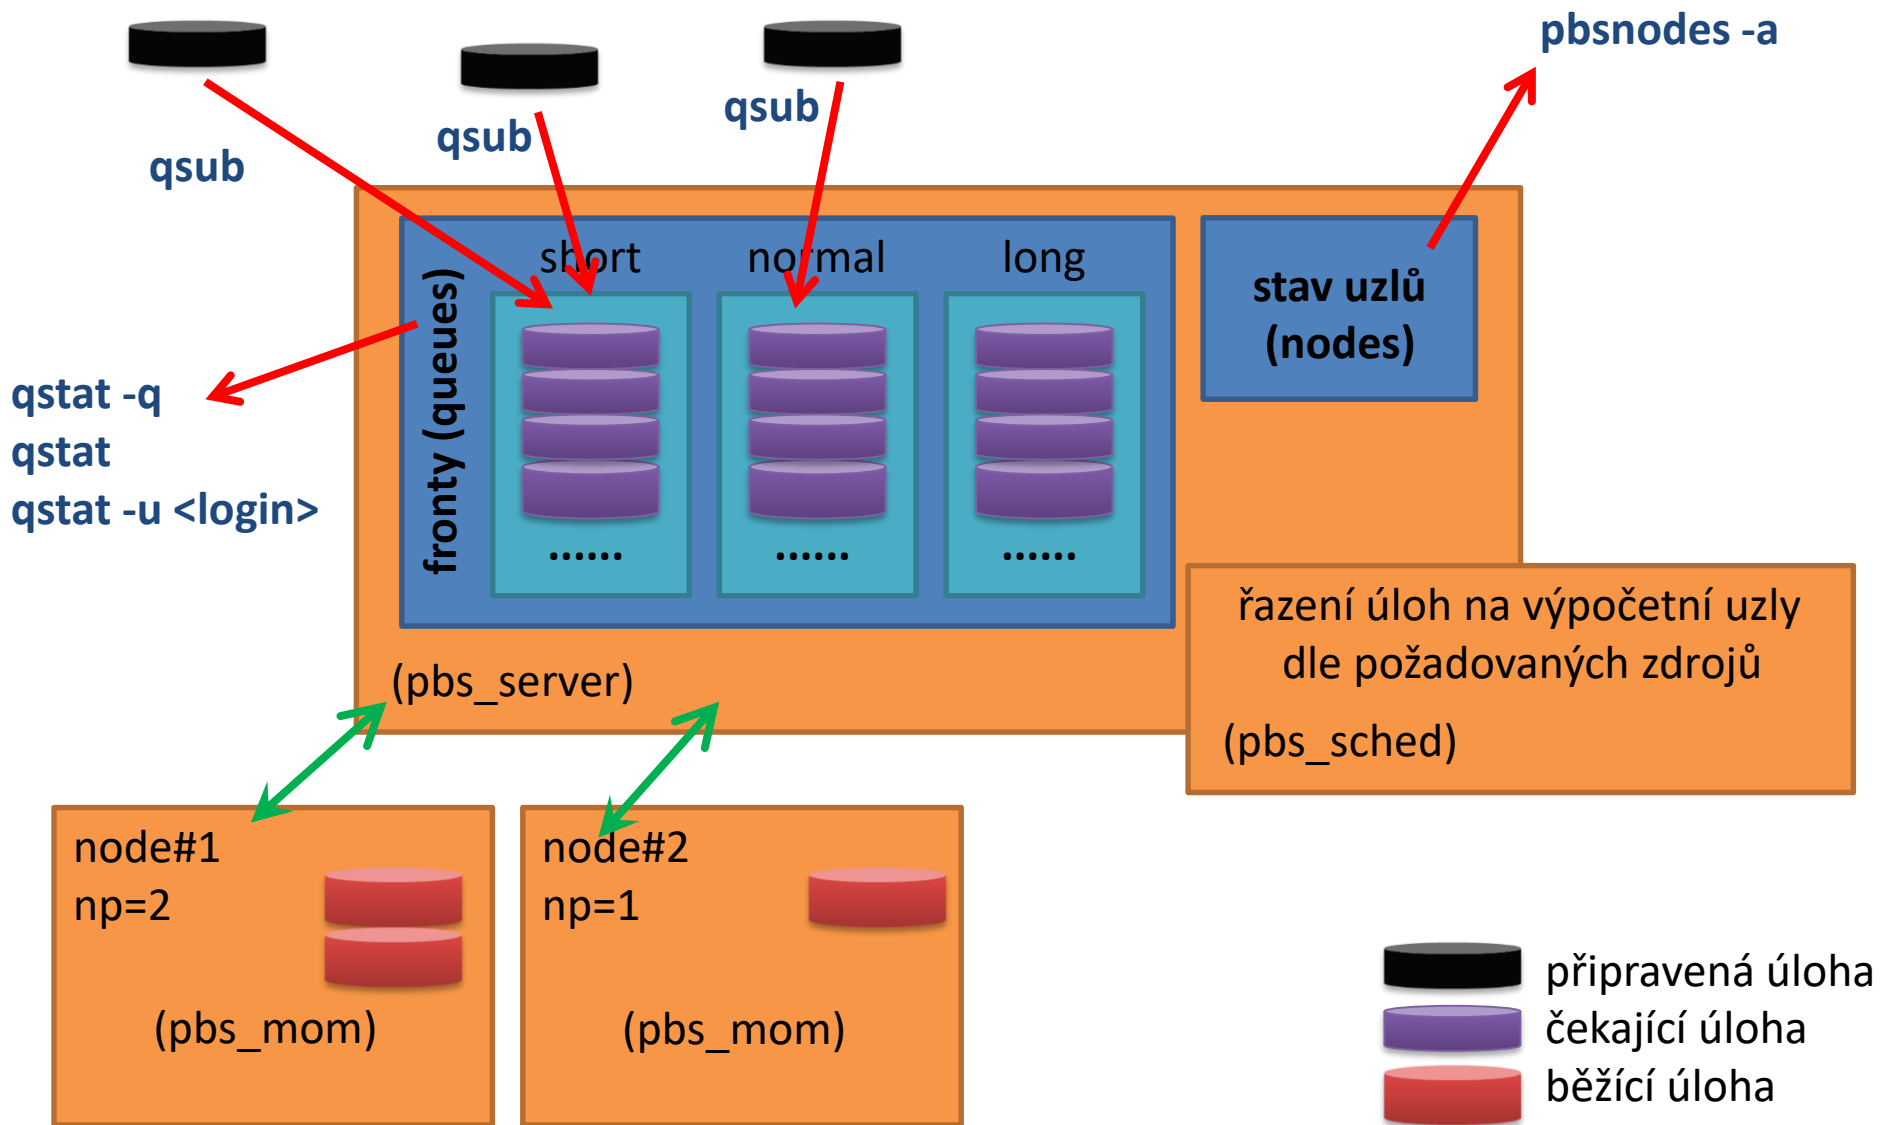 pbsnodes -a
qsub
qsub
qsub
short
normal
long
fronty (queues)
stav uzlů
(nodes)
qstat -q
qstat
qstat -u <login>
......
......
......
řazení úloh na výpočetní uzly
dle požadovaných zdrojů
(pbs_server)
(pbs_sched)
node#1
np=2
(pbs_mom)
node#2
np=1
(pbs_mom)
připravená úloha
čekající úloha
běžící úloha